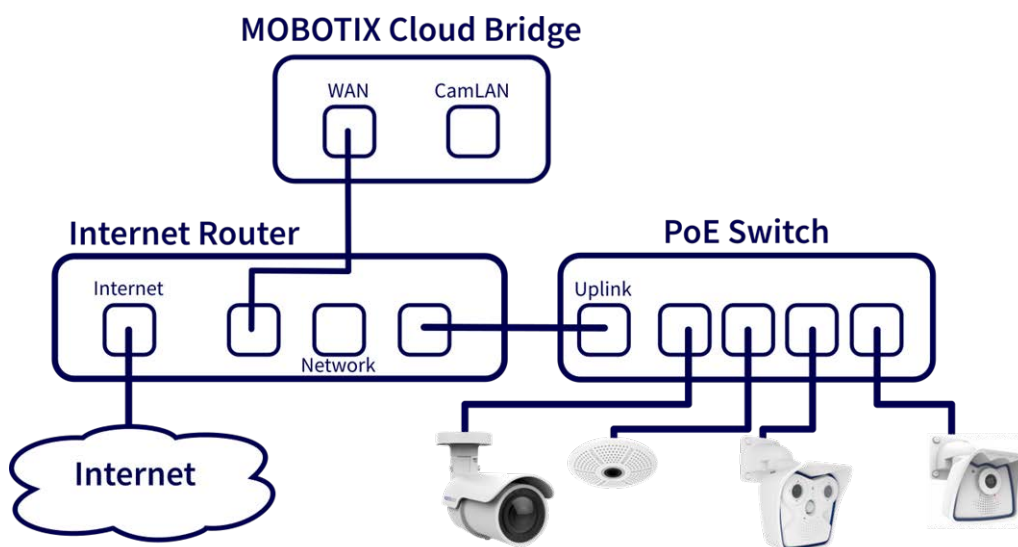 MOBOTIX Cloud Bridge
WAN
CamLAN
Internet Router
PoE Switch
Internet
Uplink
Network
Internet